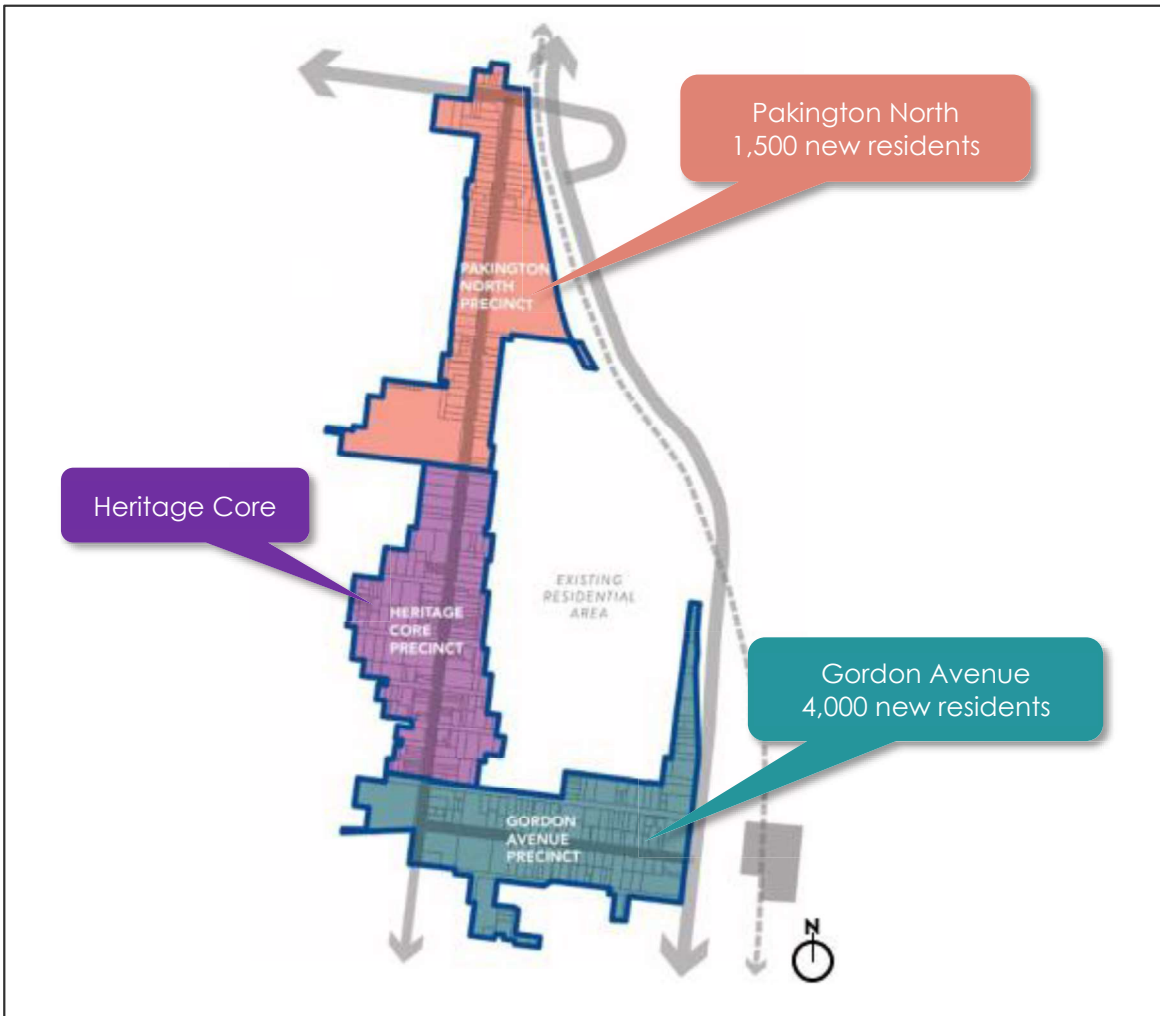 Pakington North
1,500 new residents
PAKINGTON
NORTH
PRECINCT
Heritage Core
EXISTING
RESIDENTIAL
AREA
HERITAGE
CORE
PRECINCT
Gordon Avenue
4,000 new residents
GORDON
AVENUE
PRECINCT
N